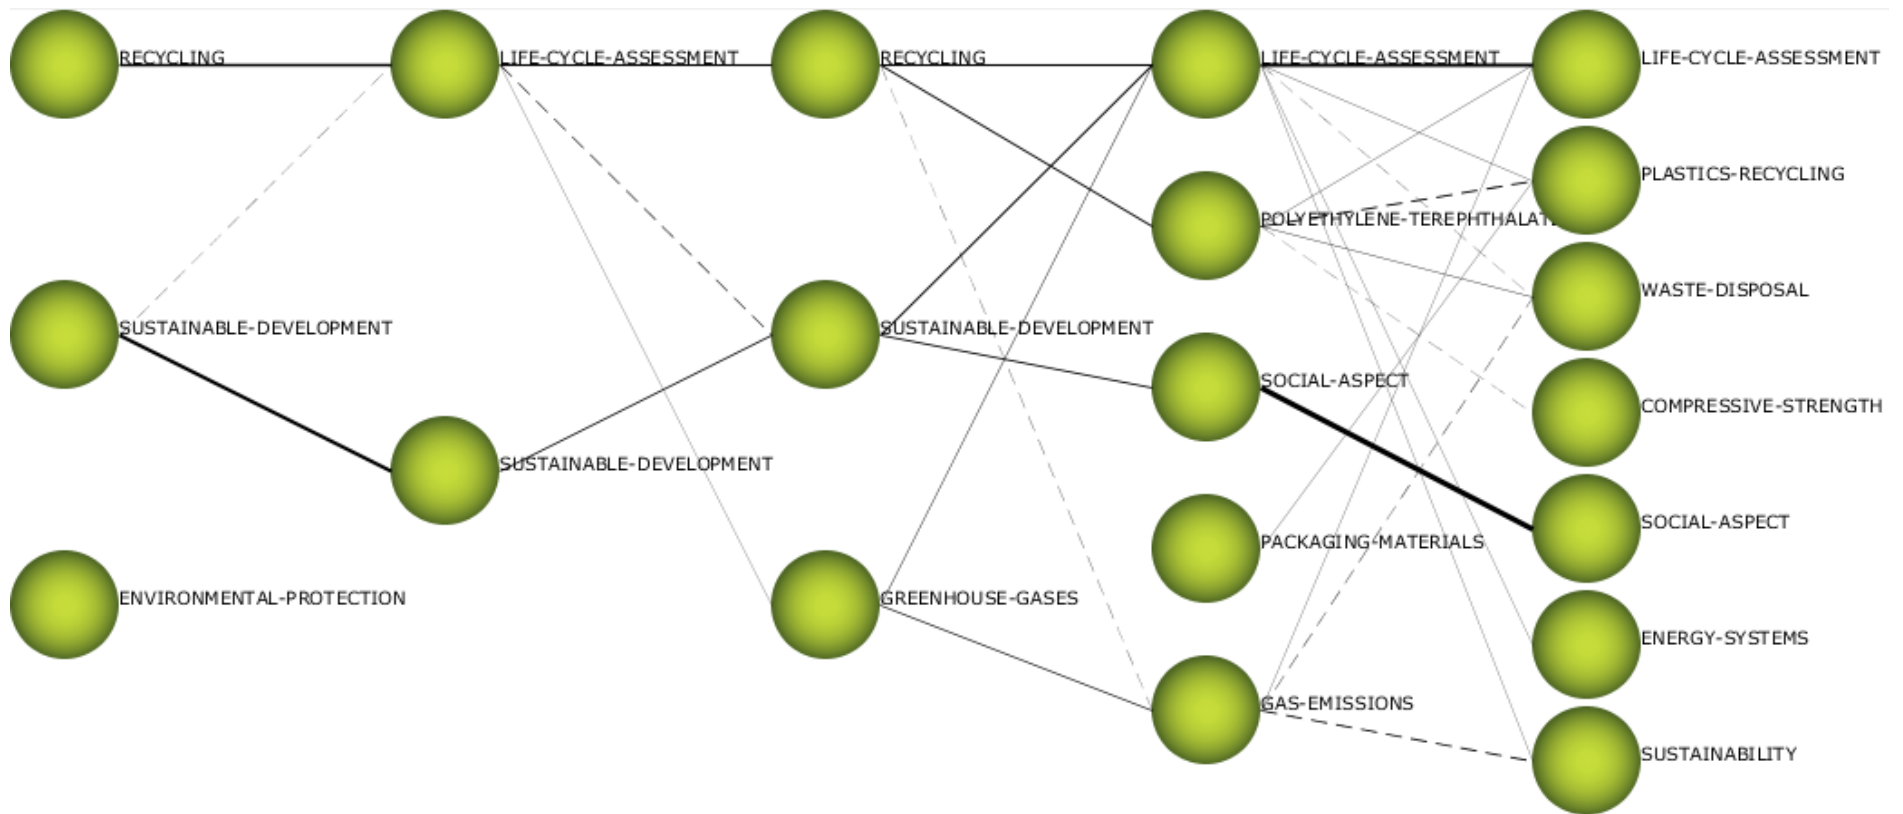 RECYCLING
SUSTAINABLE-DEVELOPMENT
ENVIRONMENTAL-PROTECTION
LIFE-CYCLE-ASSESSMENT
SUSTAINABLE-DEVELOPMENT
RECYCLING
SUSTAINABLE-DEVELOPMENT
GREENHOUSE-GASES
LIFE-CYCLE-ASSESSMENT
POLYETHYLENE-TEREPHTHALAT
SOCIAL-ASPECT
PACKAGING-MATERIALS
GAS-EMISSIONS
LIFE-CYCLE-ASSESSMENT
PLASTICS-RECYCLING
WASTE-DISPOSAL
COMPRESSIVE-STRENGTH
SOCIAL-ASPECT
ENERGY-SYSTEMS
SUSTAINABILITY